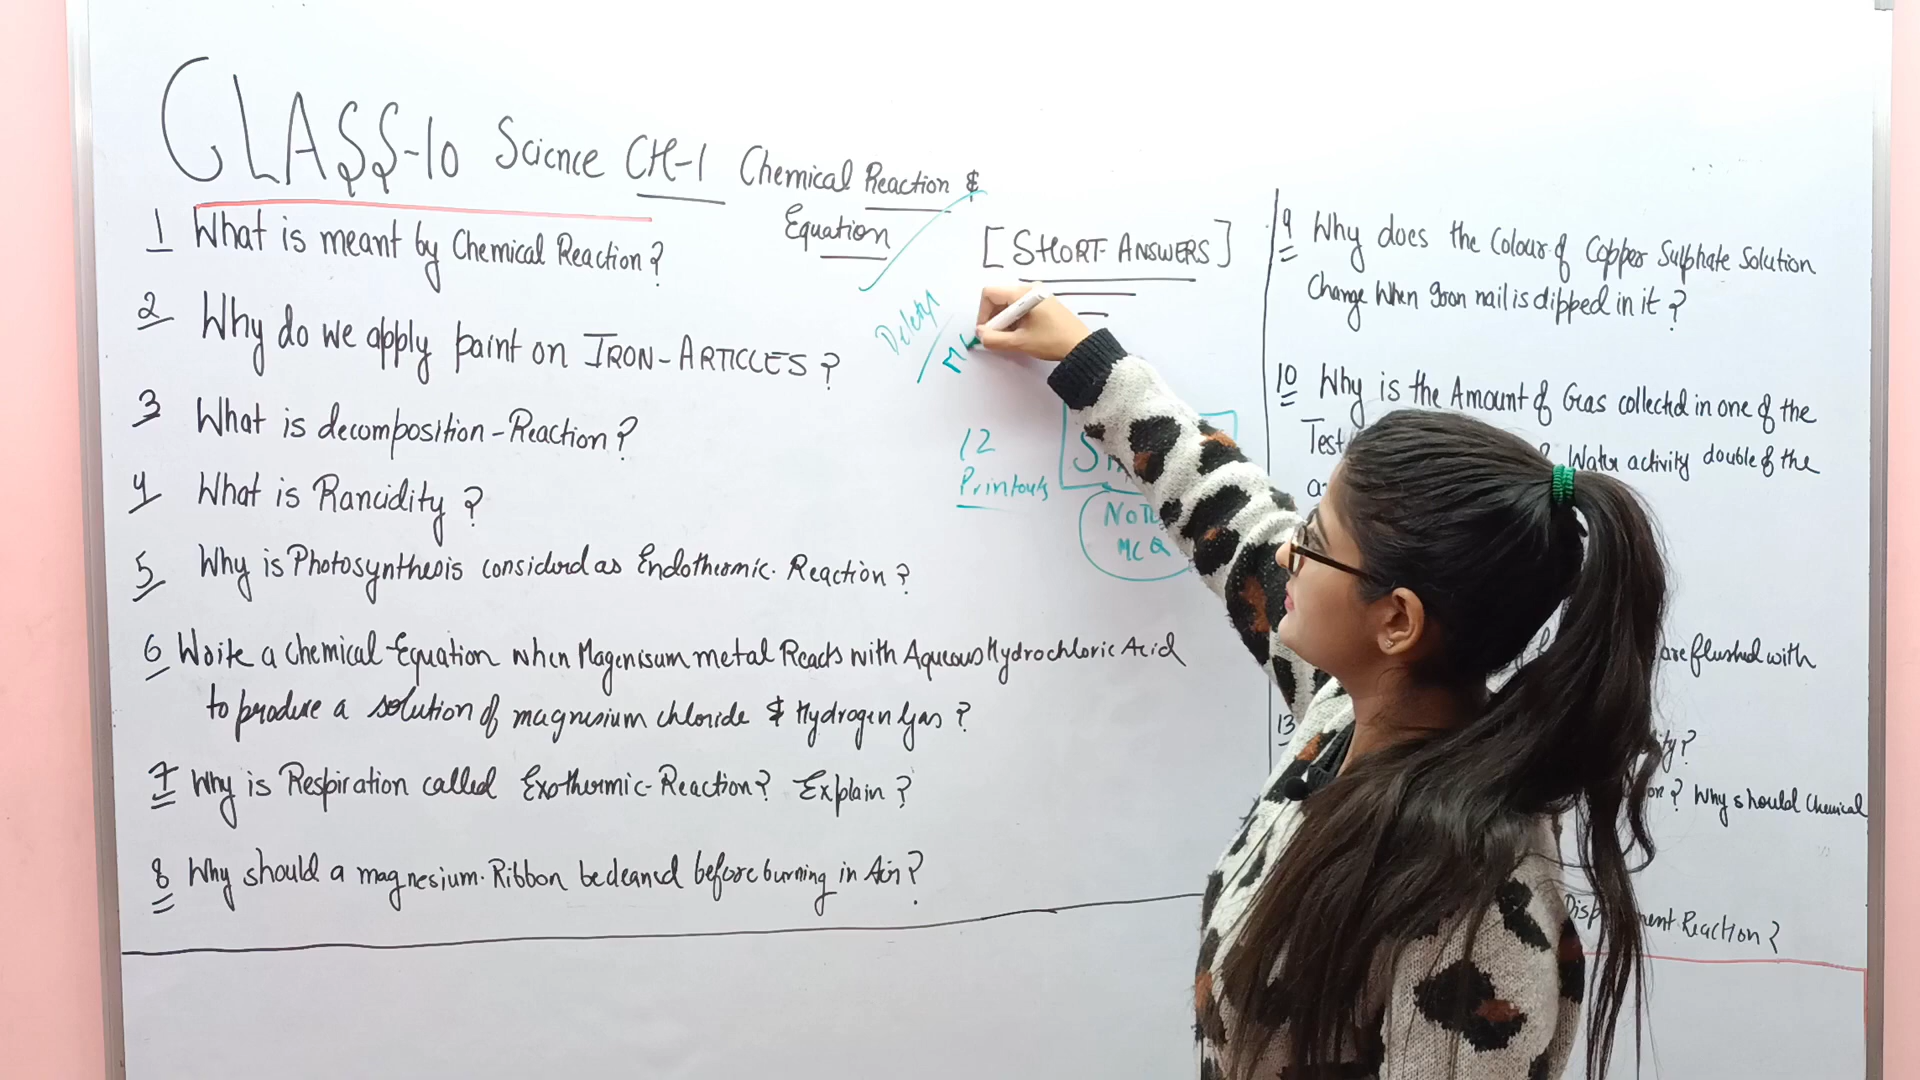 CLASS-10 Science CH-1 Chemical Reaction &
Equation
[SHORT-ANSWERS]
1 What is meant by Chemical Reaction?
2 Why do we apply paint on IRON-ARTICLES?
3 What is decomposition-Reaction?
4 What is Rancidity?
5 Why is Photosynthesis considerd as Endothermic. Reaction?
6 Write a Chemical-Equation when Magenisum metal Reacts with Aqueous Hydrochloric Acid
to produce a solution of magnesium chloride & Hydrogen Gas?
7 Why is Respiration called Exothermic-Reaction? Explain?
8 Why should a magnesium. Ribbon be cleaned before burning in Air?
12
Printouts
MCQ
9 Why does the Colour of Copper Sulphate Solution
Change When Iron nail is dipped in it?
10 Why is the Amount of Gas collected in one of the
Test
Water activity double of the
are flushed with
13
? Why should Chemical
Reaction?